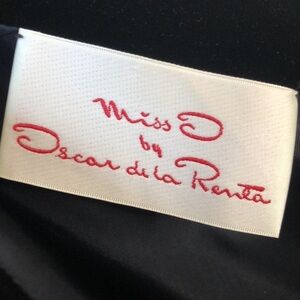 Miss O
by
Oscar de la Renta